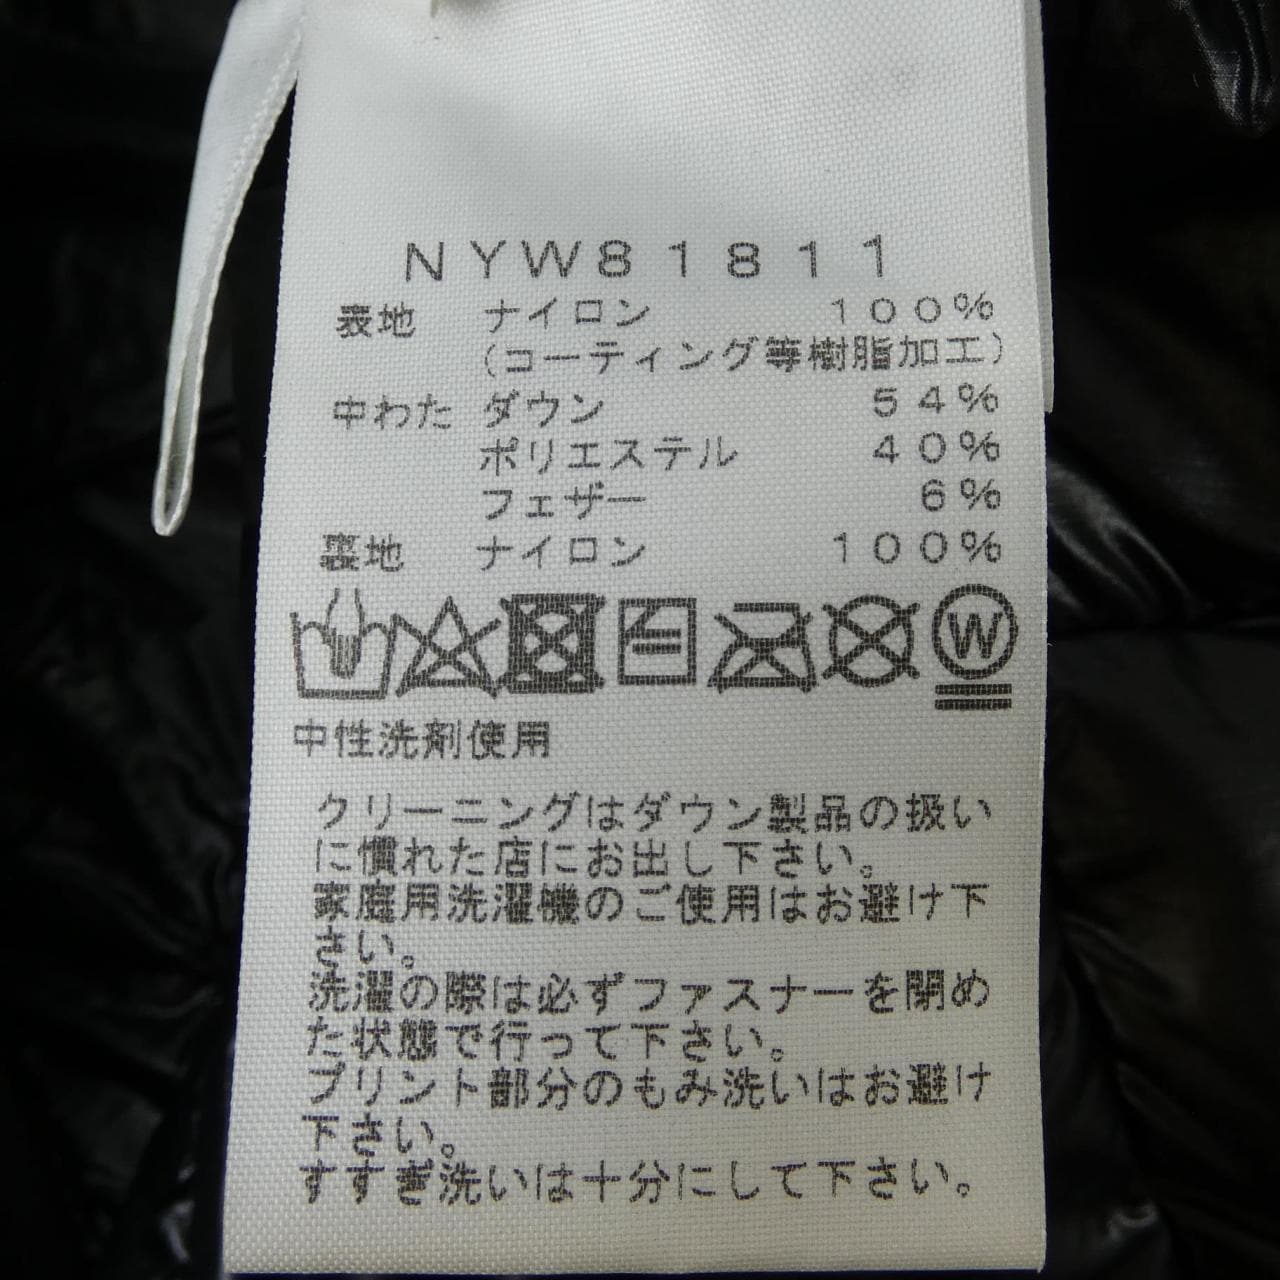 NYW81811
表地 ナイロン 100%
(コーティング等樹脂加工)
中わた ダウン 54%
ポリエステル 40%
フェザー 6%
裏地 ナイロン 100%
W
中性洗剤使用
クリーニングはダウン製品の扱い
に慣れた店にお出し下さい。
家庭用洗濯機のご使用はお避け下
さい。
洗濯の際は必ずファスナーを閉め
た状態で行って下さい。
プリント部分のもみ洗いはお避け
下さい。
すすぎ洗いは十分にして下さい。